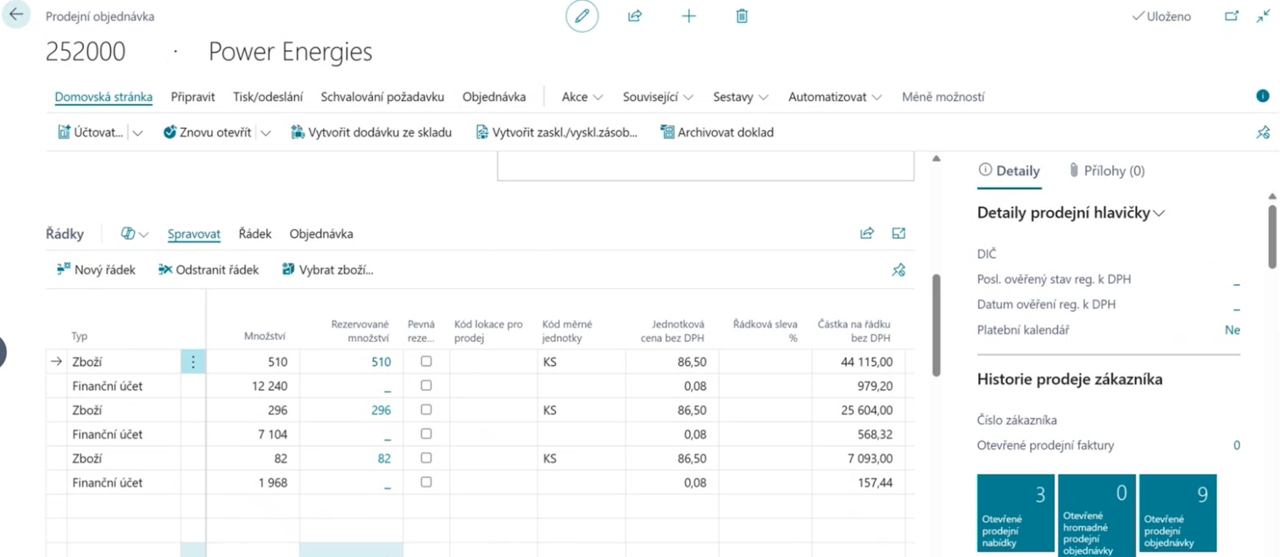 Prodejní objednávka
Uloženo
252000 · Power Energies
Domovská stránka Připravit Tisk/odeslání Schvalování požadavku Objednávka Akce Související Sestavy Automatizovat Méně možností
Účtovat... Znovu otevřít Vytvořit dodávku ze skladu Vytvořit zaskl./vyskl.zásob... Archivovat doklad
Detaily Přílohy (0)
Detaily prodejní hlavičky
DIČ
Posl. ověřený stav reg. k DPH _
Datum ověření reg. k DPH _
Platební kalendář Ne
Historie prodeje zákazníka
Číslo zákazníka
Otevřené prodejní faktury 0
3
Otevřené
prodejní
nabídky
0
Otevřené
hromadné
prodejní
objednávky
9
Otevřené
prodejní
objednávky
Řádky Spravovat Řádek Objednávka
Nový řádek Odstranit řádek Vybrat zboží...
Typ Množství Rezervované množství Pevná reze... Kód lokace pro prodej Kód měrné jednotky Jednotková cena bez DPH Řádková sleva % Částka na řádku bez DPH
Zboží 510 510 KS 86,50 44 115,00
Finanční účet 12 240 _ 0,08 979,20
Zboží 296 296 KS 86,50 25 604,00
Finanční účet 7 104 _ 0,08 568,32
Zboží 82 82 KS 86,50 7 093,00
Finanční účet 1 968 _ 0,08 157,44